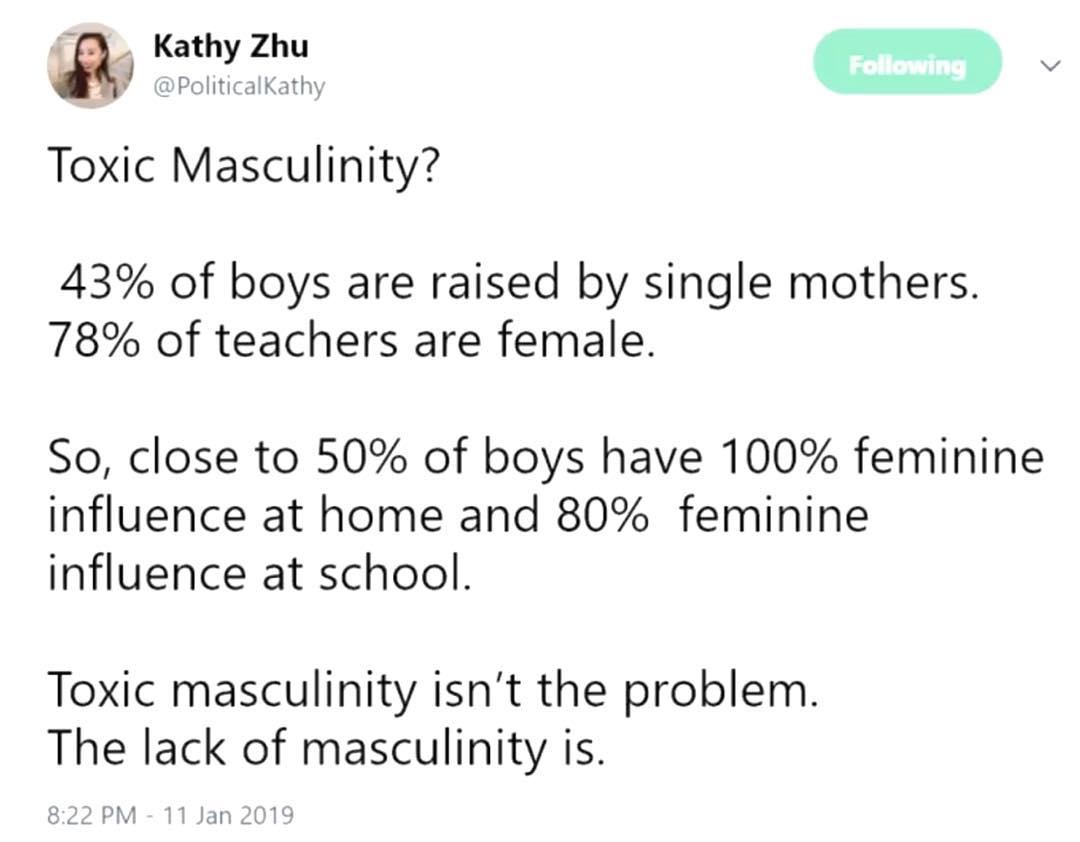 Kathy Zhu
@PoliticalKathy
Following
Toxic Masculinity?
43% of boys are raised by single mothers.
78% of teachers are female.
So, close to 50% of boys have 100% feminine
influence at home and 80% feminine
influence at school.
Toxic masculinity isn't the problem.
The lack of masculinity is.
8:22 PM - 11 Jan 2019